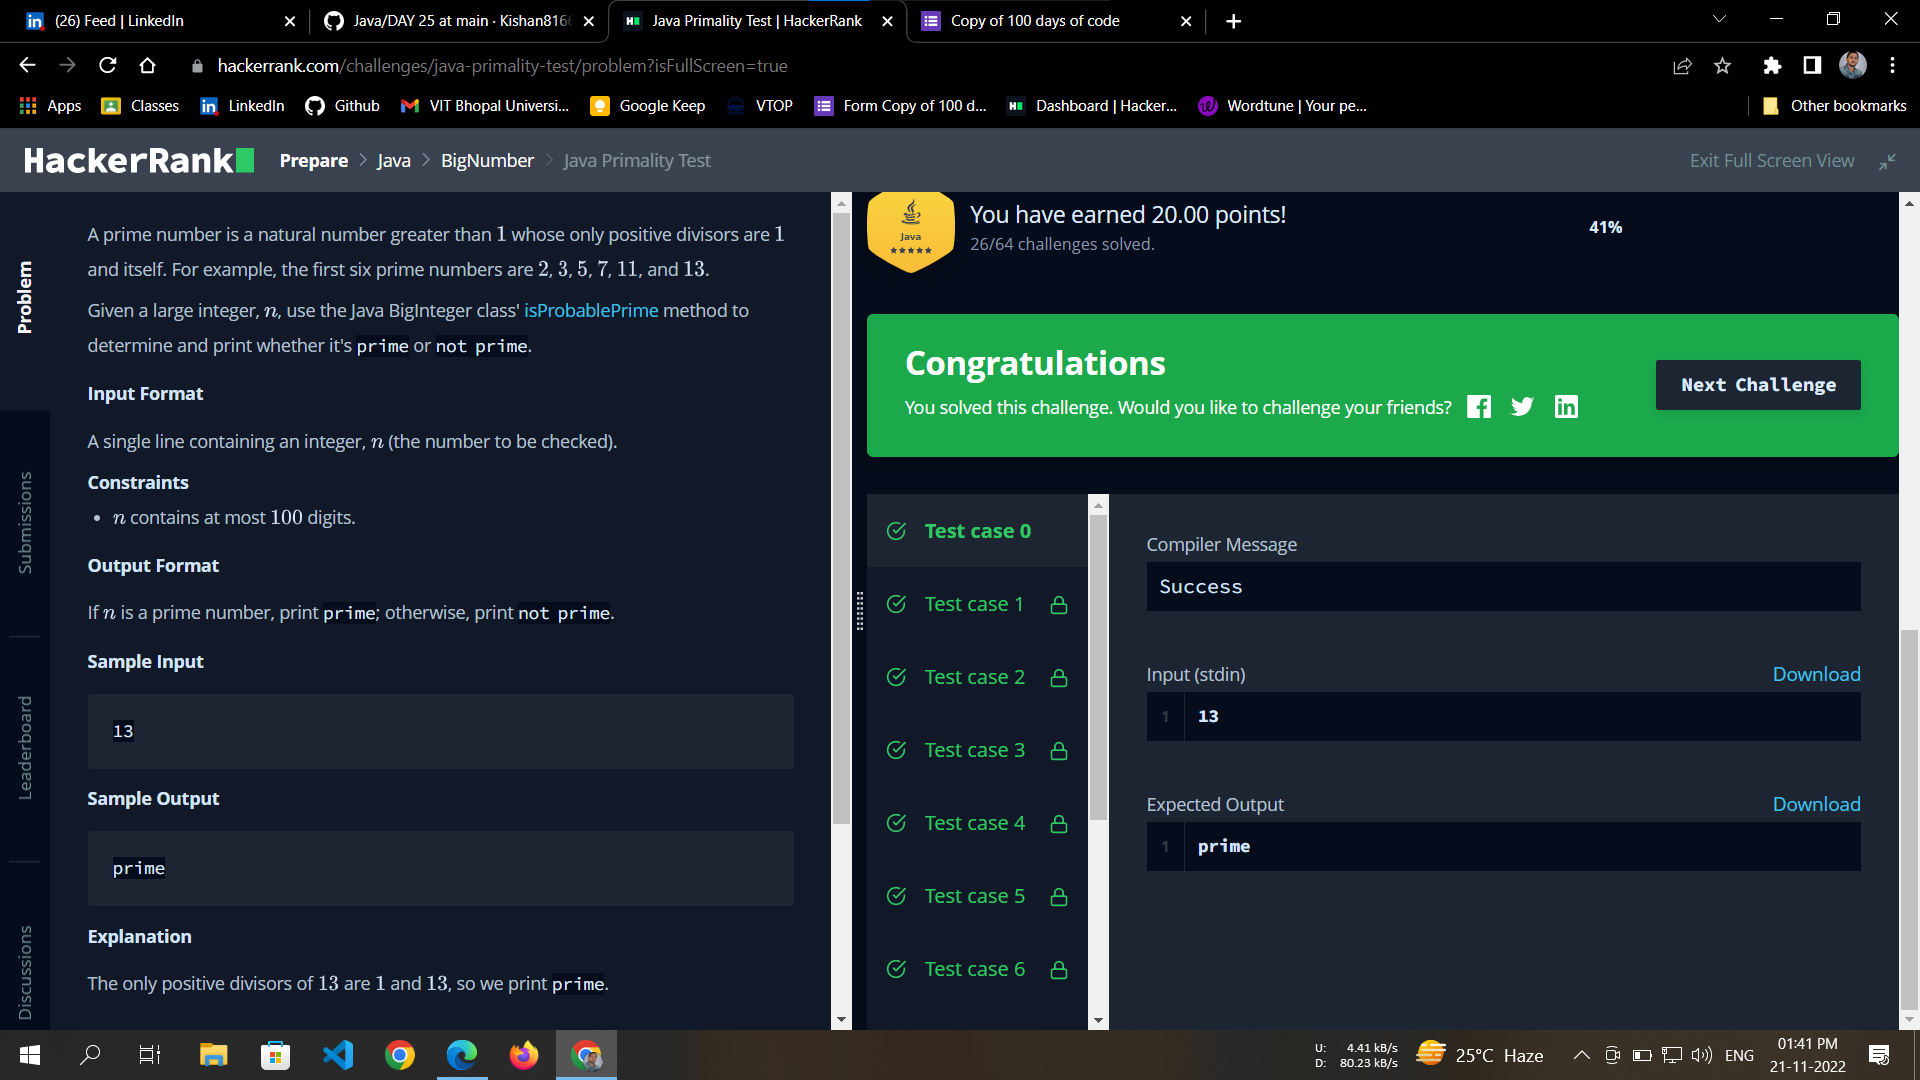 (26) Feed | LinkedIn
Java/DAY 25 at main · Kishan816
Java Primality Test | HackerRank
Copy of 100 days of code
hackerrank.com/challenges/java-primality-test/problem?isFullScreen=true
Apps
Classes
LinkedIn
Github
VIT Bhopal Universi...
Google Keep
VTOP
Form Copy of 100 d...
Dashboard | Hacker...
Wordtune | Your pe...
Other bookmarks
HackerRank
Prepare > Java > BigNumber > Java Primality Test
Exit Full Screen View
Problem
Submissions
Leaderboard
Discussions
A prime number is a natural number greater than 1 whose only positive divisors are 1
and itself. For example, the first six prime numbers are 2, 3, 5, 7, 11, and 13.
Given a large integer, n, use the Java BigInteger class' isProbablePrime method to
determine and print whether it's prime or not prime.
Input Format
A single line containing an integer, n (the number to be checked).
Constraints
• n contains at most 100 digits.
Output Format
If n is a prime number, print prime; otherwise, print not prime.
Sample Input
13
Sample Output
prime
Explanation
The only positive divisors of 13 are 1 and 13, so we print prime.
Java
You have earned 20.00 points!
26/64 challenges solved.
41%
Congratulations
You solved this challenge. Would you like to challenge your friends?
Next Challenge
Test case 0
Test case 1
Test case 2
Test case 3
Test case 4
Test case 5
Test case 6
Compiler Message
Success
Input (stdin)
Download
1 13
Expected Output
Download
1 prime
U: 4.41 kB/s
D: 80.23 kB/s
25°C Haze
ENG
01:41 PM
21-11-2022